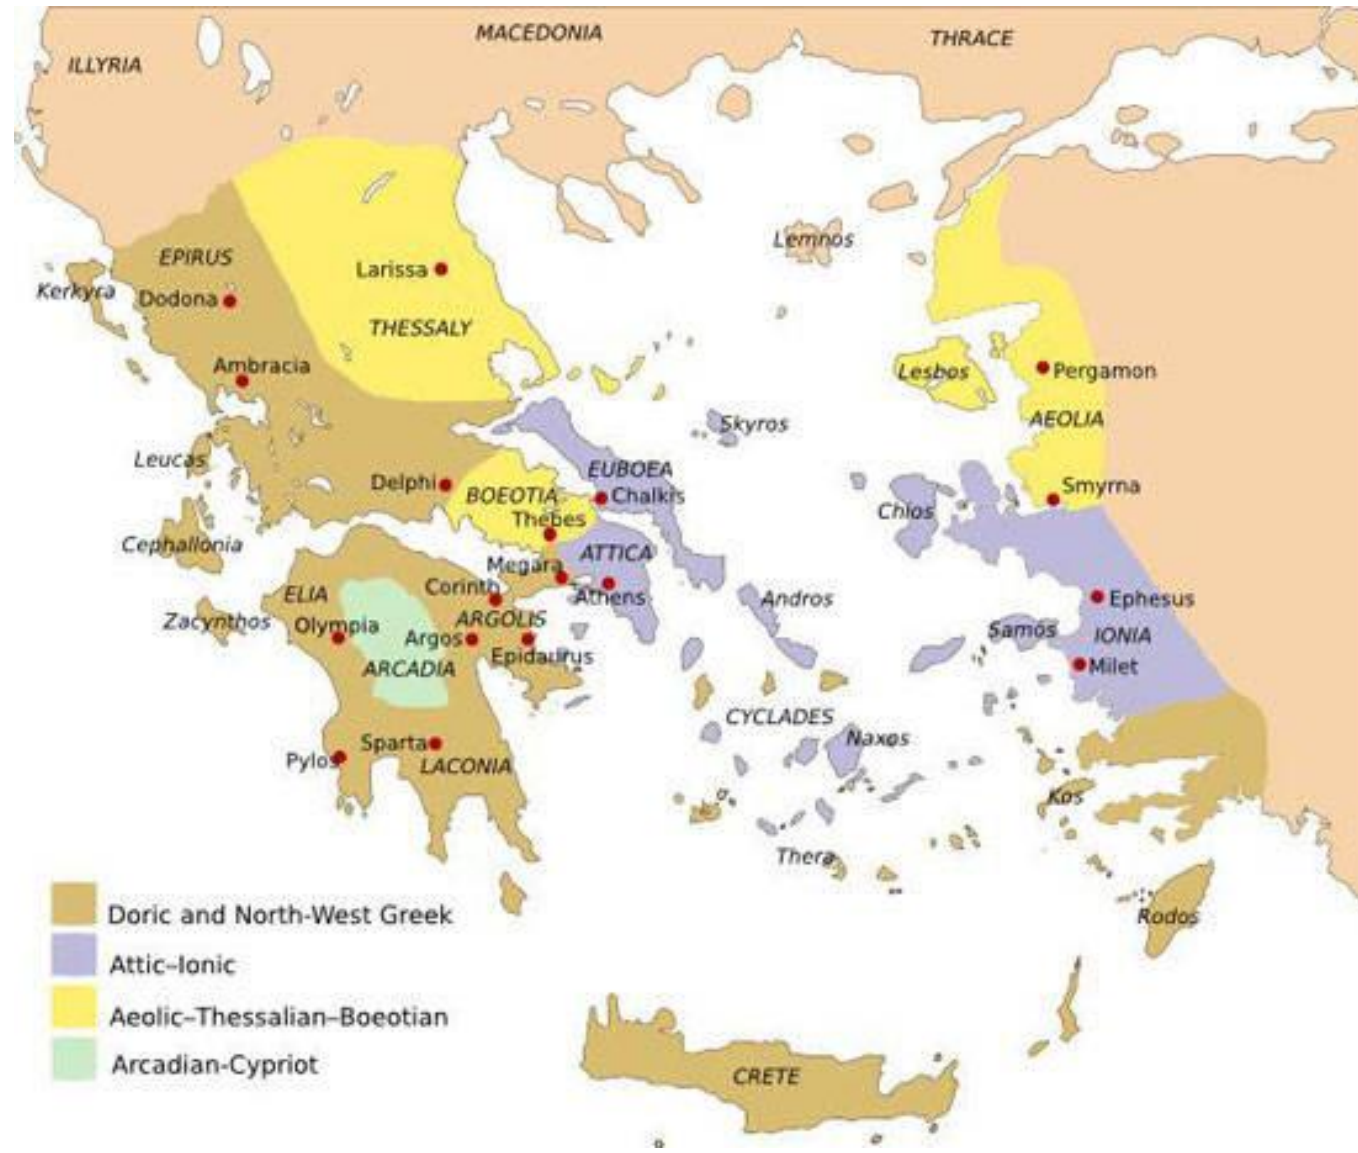 MACEDONIA
THRACE
ILLYRIA
Lemnos
EPIRUS
Larissa
Kerkyra
Dodona
THESSALY
Ambracia
Lesbos
Pergamon
AEOLIA
Skyros
Leucas
EUBOEA
Delphi
BOEOTIA
Chalkis
Smyrna
Chios
Thebes
Cephallonia
ATTICA
Megara
Corinth
Athens
ELIA
Andros
Ephesus
Zacynthos
ARGOLIS
Olympia
Argos
Samos
IONIA
Epidaurus
ARCADIA
Milet
CYCLADES
Naxos
Sparta
Pylos
LACONIA
Kos
Thera
Doric and North-West Greek
Rodos
Attic–Ionic
Aeolic–Thessalian–Boeotian
Arcadian-Cypriot
CRETE